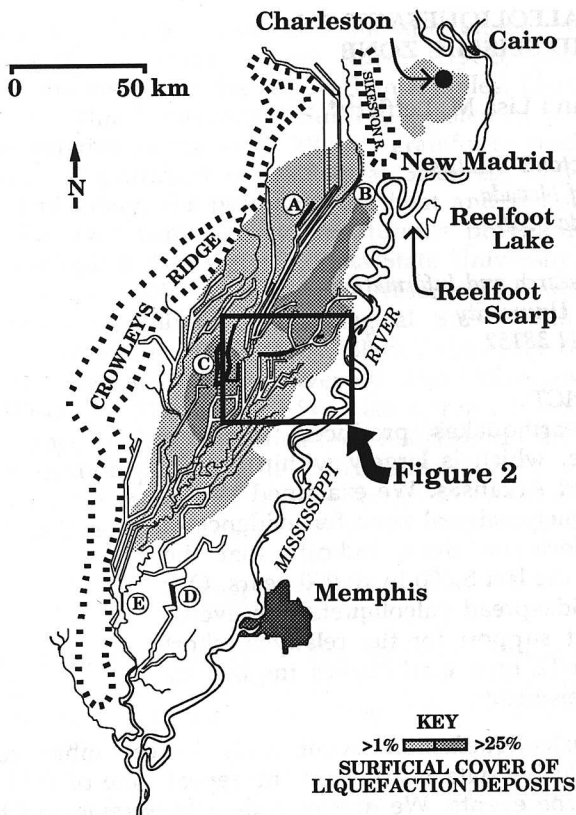 Charleston
Cairo
0 50 km
SIKESTON R.
N
New Madrid
A
B
Reelfoot
Lake
Reelfoot
Scarp
CROWLEY'S RIDGE
C
MISSISSIPPI RIVER
Figure 2
E
D
Memphis
KEY
>1% >25%
SURFICIAL COVER OF
LIQUEFACTION DEPOSITS